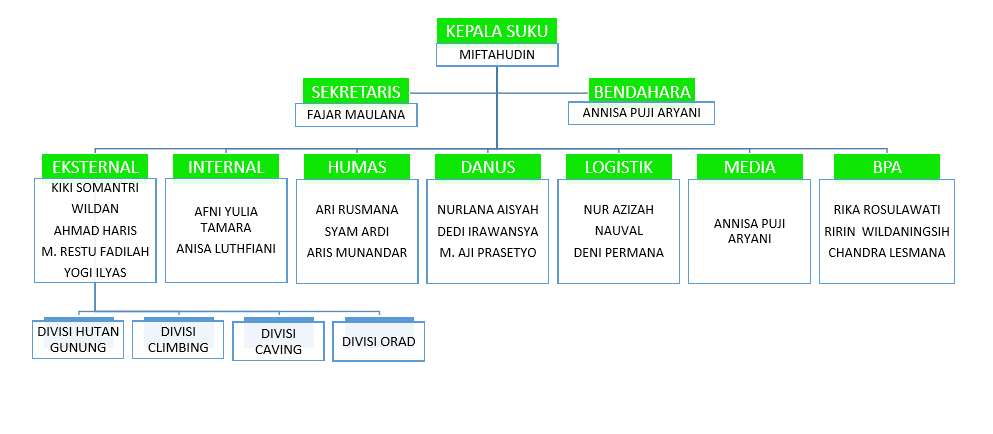 KEPALA SUKU
MIFTAHUDIN
SEKRETARIS
FAJAR MAULANA
BENDAHARA
ANNISA PUJI ARYANI
EKSTERNAL
KIKI SOMANTRI
WILDAN
AHMAD HARIS
M. RESTU FADILAH
YOGI ILYAS
INTERNAL
AFNI YULIA
TAMARA
ANISA LUTHFIANI
HUMAS
ARI RUSMANA
SYAM ARDI
ARIS MUNANDAR
DANUS
NURLANA AISYAH
DEDI IRAWANSYA
M. AJI PRASETYO
LOGISTIK
NUR AZIZAH
NAUVAL
DENI PERMANA
MEDIA
ANNISA PUJI
ARYANI
BPA
RIKA ROSULAWATI
RIRIN WILDANINGSIH
CHANDRA LESMANA
DIVISI HUTAN
GUNUNG
DIVISI
CLIMBING
DIVISI
CAVING
DIVISI ORAD